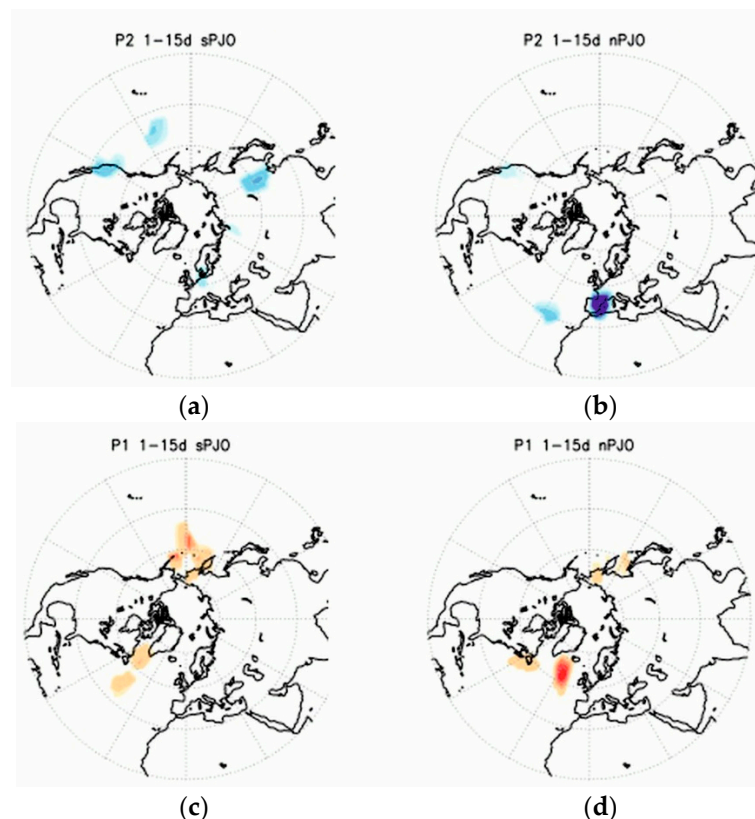 P2 1–15d sPJO
P2 1–15d nPJO
(a)
(b)
P1 1–15d sPJO
P1 1–15d nPJO
(c)
(d)